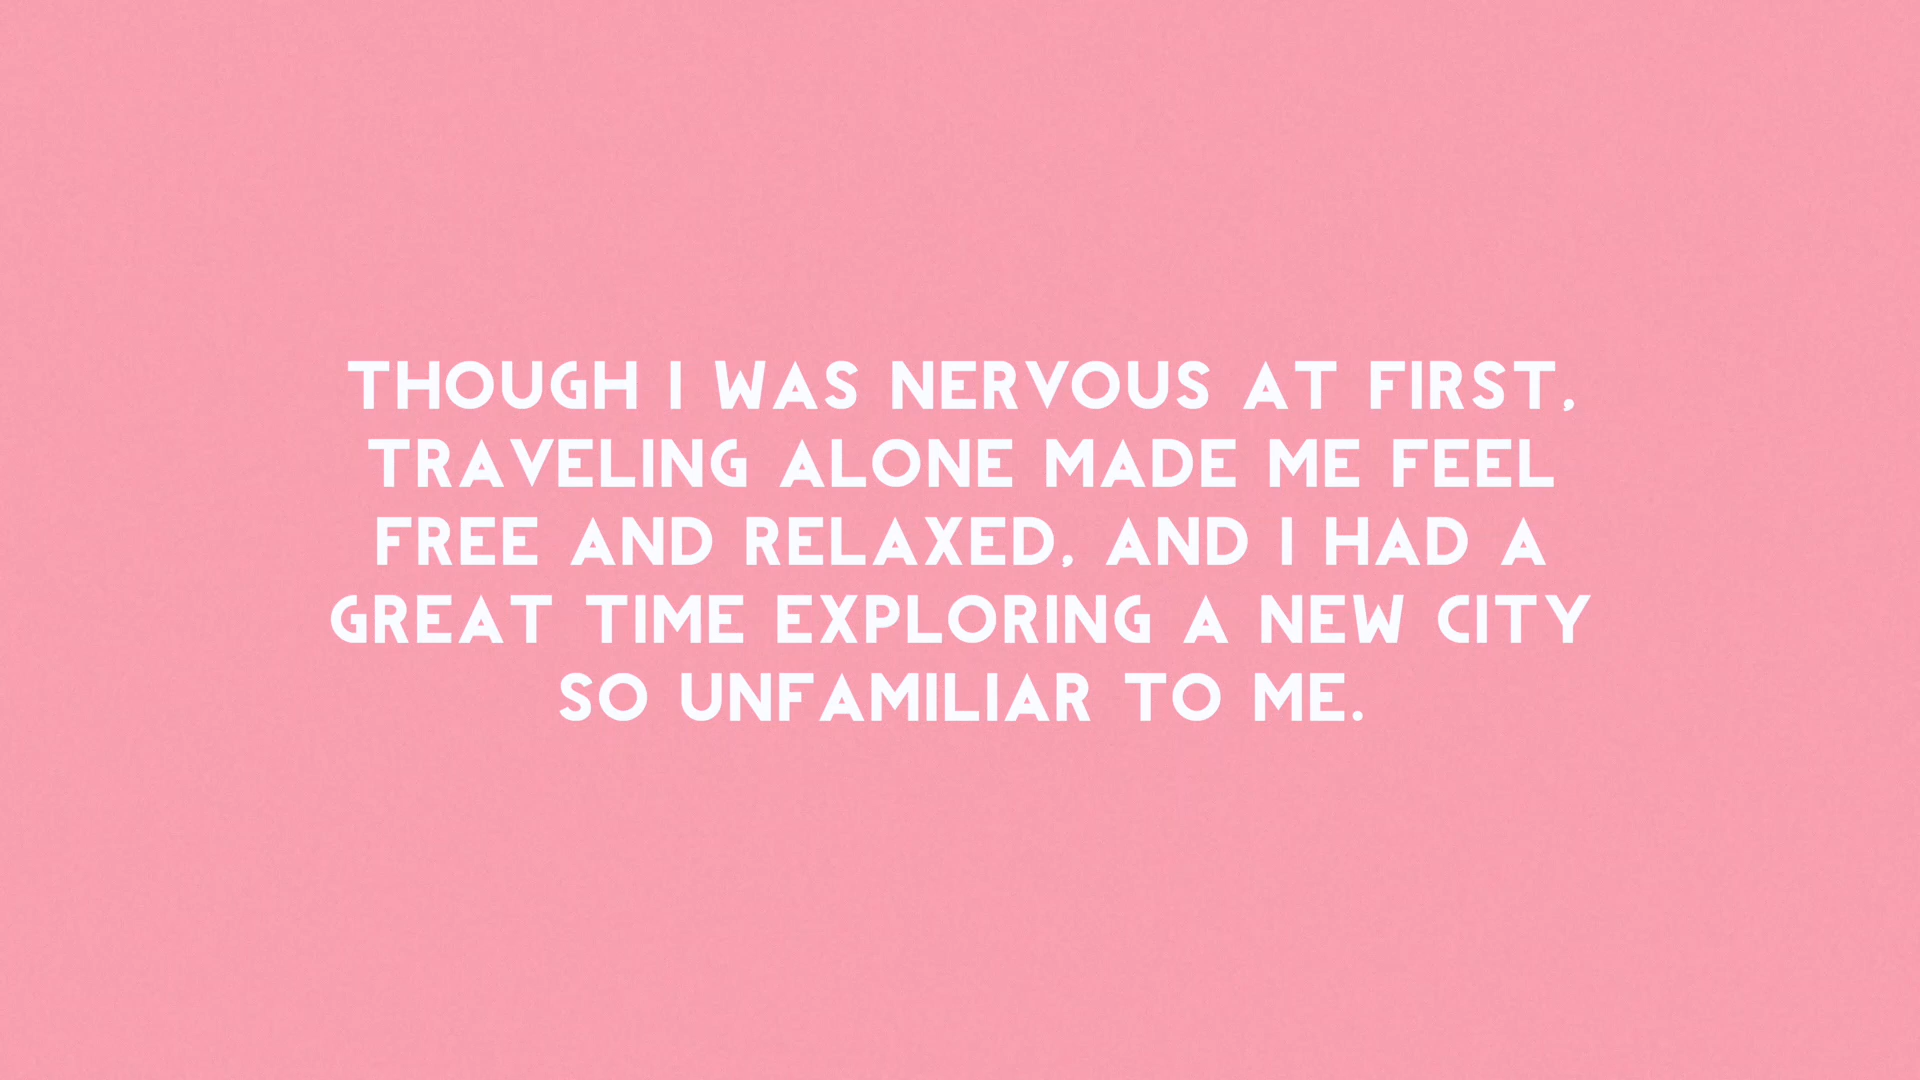 THOUGH I WAS NERVOUS AT FIRST,
TRAVELING ALONE MADE ME FEEL
FREE AND RELAXED, AND I HAD A
GREAT TIME EXPLORING A NEW CITY
SO UNFAMILIAR TO ME.